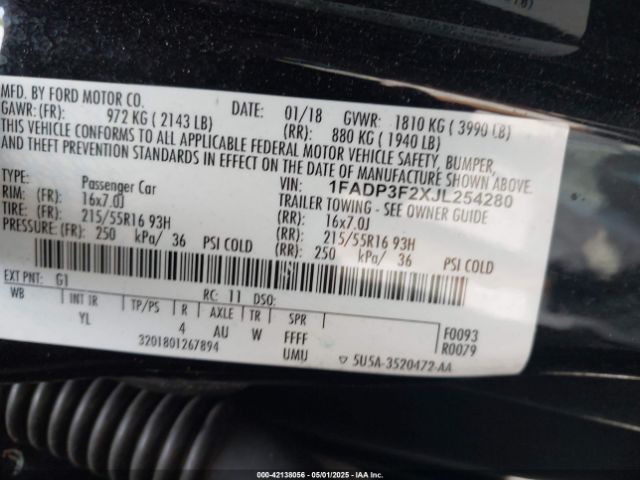 MFD. BY FORD MOTOR CO.
DATE: 01/18 GVWR: 1810 KG ( 3990 LB)
GAWR: (FR): 972 KG ( 2143 LB) (RR): 880 KG ( 1940 LB)
THIS VEHICLE CONFORMS TO ALL APPLICABLE FEDERAL MOTOR VEHICLE SAFETY, BUMPER,
AND THEFT PREVENTION STANDARDS IN EFFECT ON THE DATE OF MANUFACTURE SHOWN ABOVE.
VIN: 1FADP3F2XJL254280
TYPE: Passenger Car TRAILER TOWING - SEE OWNER GUIDE
RIM: (FR): 16x7.0J (RR): 16x7.0J
TIRE: (FR): 215/55R16 93H (RR): 215/55R16 93H
PRESSURE: (FR): 250 kPa/ 36 PSI COLD (RR): 250 kPa/ 36 PSI COLD
EXT PNT: G1 RC: 11 DSO:
WB INT IR TP/PS R AXLE TR SPR F0093
YL 4 AU W FFFF R0079
3201801267894 UMU 5U5A-3520472-AA
000-42138056 - 05/01/2025 - IAAI.COM